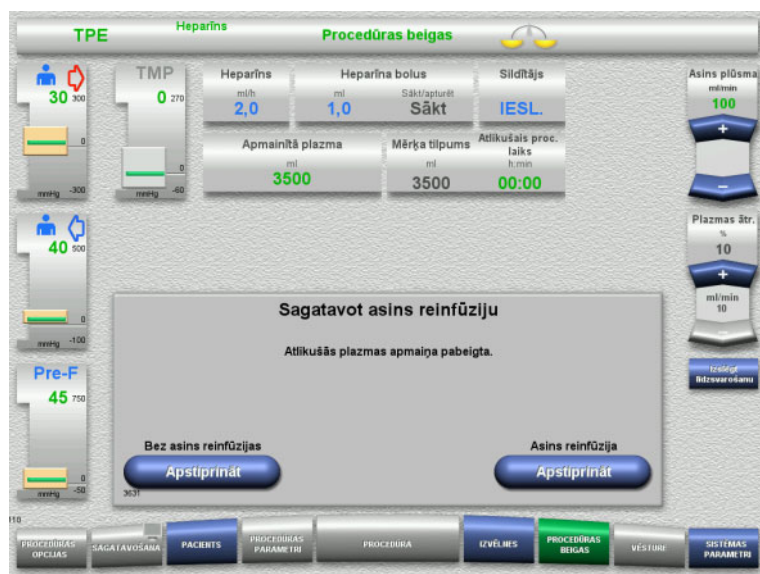 TPE
Heparīns
Procedūras beigas
30 300
0
mmHg -300
TMP
0 270
0
mmHg -60
Heparīns
ml/h
2,0
Heparīna bolus
ml
1,0
Sākt/apturēt
Sākt
Sildītājs
IESL.
Apmainītā plazma
ml
3500
Mērķa tilpums
ml
3500
Atlikušais proc.
laiks
h:min
00:00
Asins plūsma
ml/min
100
+
–
40 500
0
mmHg -100
Plazmas ātr.
%
10
+
ml/min
10
–
Izslēgt
līdzsvarošanu
Pre-F
45 750
0
mmHg -50
Sagatavot asins reinfūziju
Atlikušās plazmas apmaiņa pabeigta.
Bez asins reinfūzijas
Apstiprināt
Asins reinfūzija
Apstiprināt
3631
PROCEDŪRAS
OPCIJAS
SAGATAVOŠANA
PACIENTS
PROCEDŪRAS
PARAMETRI
PROCEDŪRA
IZVĒLNES
PROCEDŪRAS
BEIGAS
VĒSTURE
SISTĒMAS
PARAMETRI